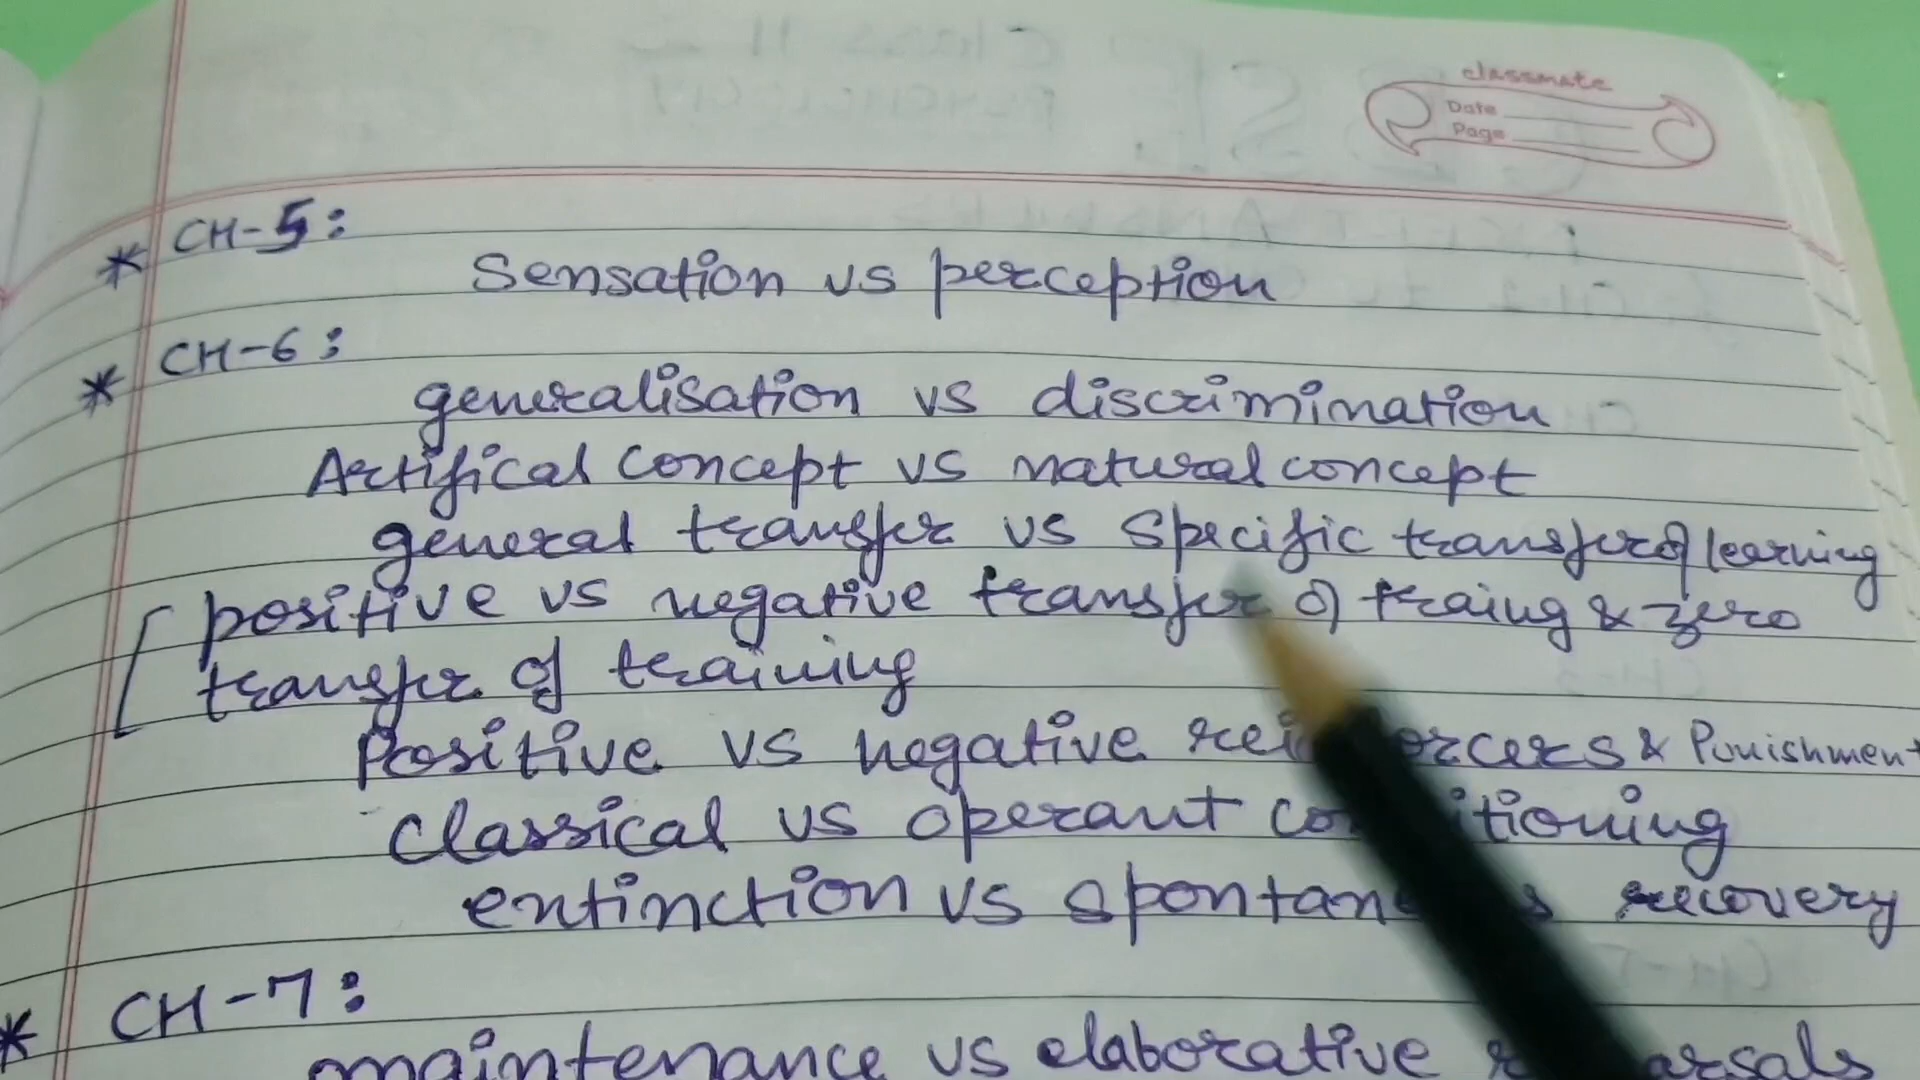 classmate
Date
Page
* CH-5:
Sensation vs perception
* CH-6:
generalisation vs discrimination
Artifical concept vs natural concept
general transfer vs specific transfer of learning
positive vs negative transfer of traing & zero
transfer of training
Positive vs negative & Punishment
classical vs operant
extinction vs recovery
* CH-7:
maintenance vs elaborative